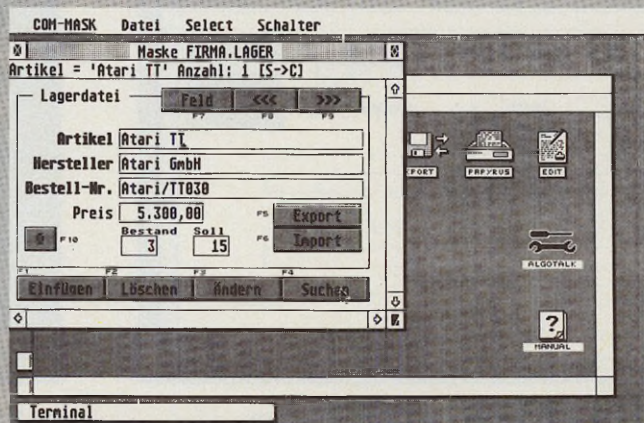 COM-MASK Datei Select Schalter
Maske FIRMA.LAGER
Artikel = 'Atari TT' Anzahl: 1 [S->C]
Lagerdatei Feld <<< >>>
F7 F8 F9
Artikel Atari TT
Hersteller Atari GmbH
Bestell-Nr. Atari/TT030
Preis 5.300,00 F5 Export
Bestand Soll
F10 3 15 F6 Import
F1 F2 F3 F4
Einfügen Löschen Ändern Suchen
PAPYRUS EDIT
ALGOTALK
?
MANUAL
Terminal